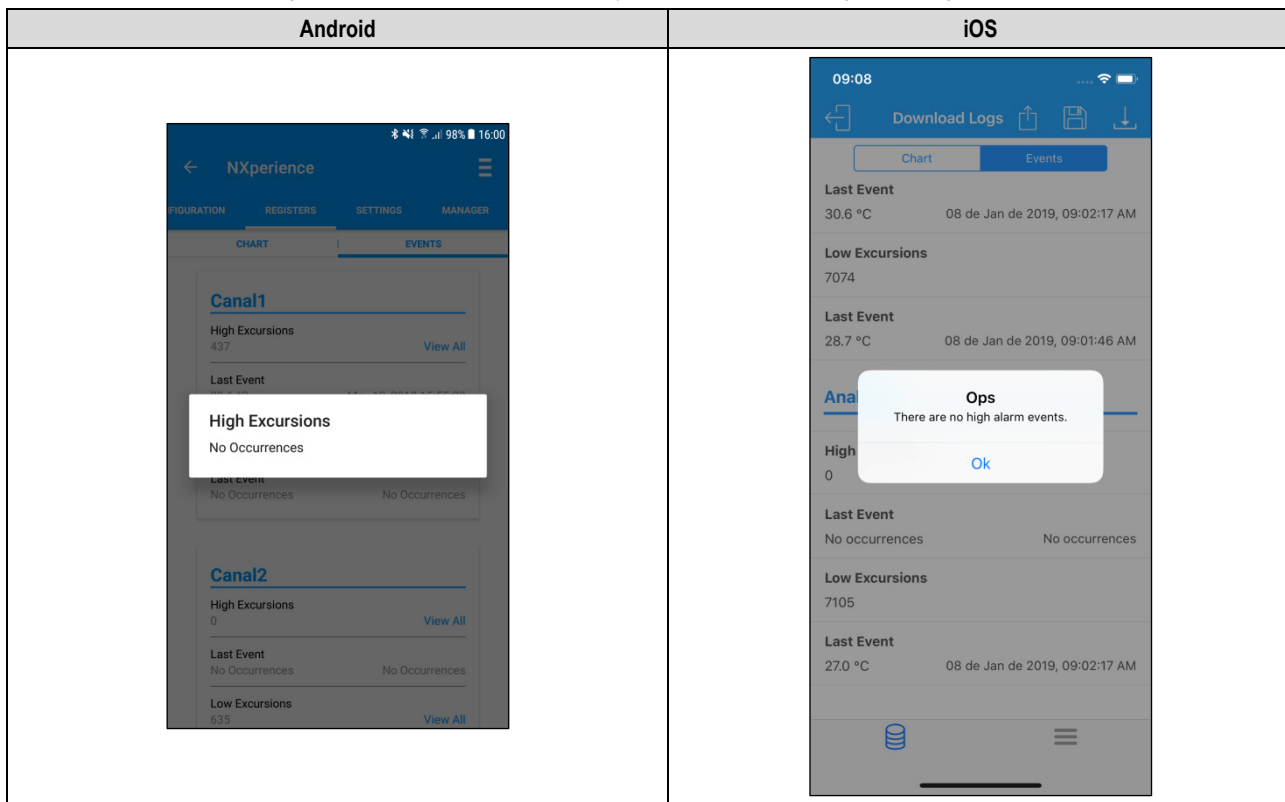 Android
iOS
98% 16:00
NXperience
FIGURATION REGISTERS SETTINGS MANAGER
CHART | EVENTS
Canal1
High Excursions
437 View All
Last Event
High Excursions
No Occurrences
Last Event
No Occurrences No Occurrences
Canal2
High Excursions
0 View All
Last Event
No Occurrences No Occurrences
Low Excursions
635 View All
09:08
Download Logs
Chart Events
Last Event
30.6 °C 08 de Jan de 2019, 09:02:17 AM
Low Excursions
7074
Last Event
28.7 °C 08 de Jan de 2019, 09:01:46 AM
Anal
Ops
There are no high alarm events.
Ok
High
0
Last Event
No occurrences No occurrences
Low Excursions
7105
Last Event
27.0 °C 08 de Jan de 2019, 09:02:17 AM